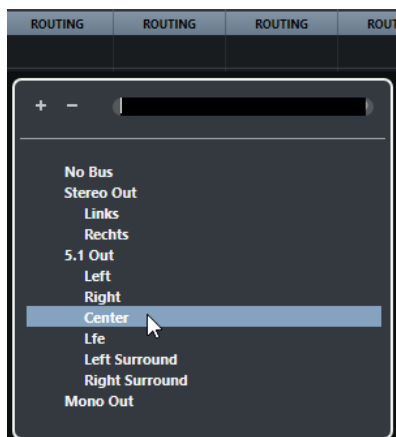 ROUTING ROUTING ROUTING ROUT
+ −
No Bus
Stereo Out
Links
Rechts
5.1 Out
Left
Right
Center
Lfe
Left Surround
Right Surround
Mono Out